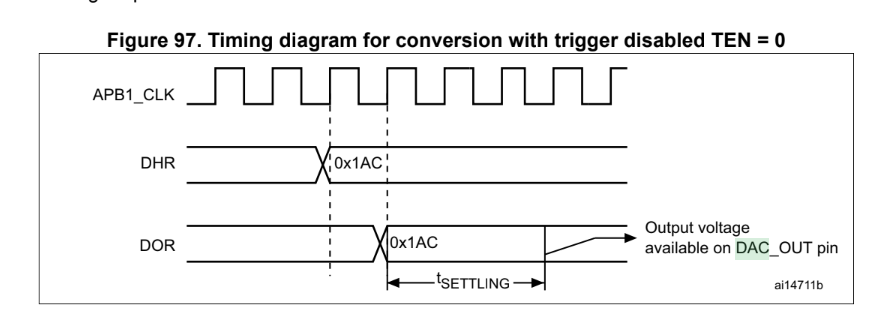 Figure 97. Timing diagram for conversion with trigger disabled TEN = 0
APB1_CLK
DHR
0x1AC
DOR
0x1AC
Output voltage
available on DAC_OUT pin
tSETTLING
ai14711b